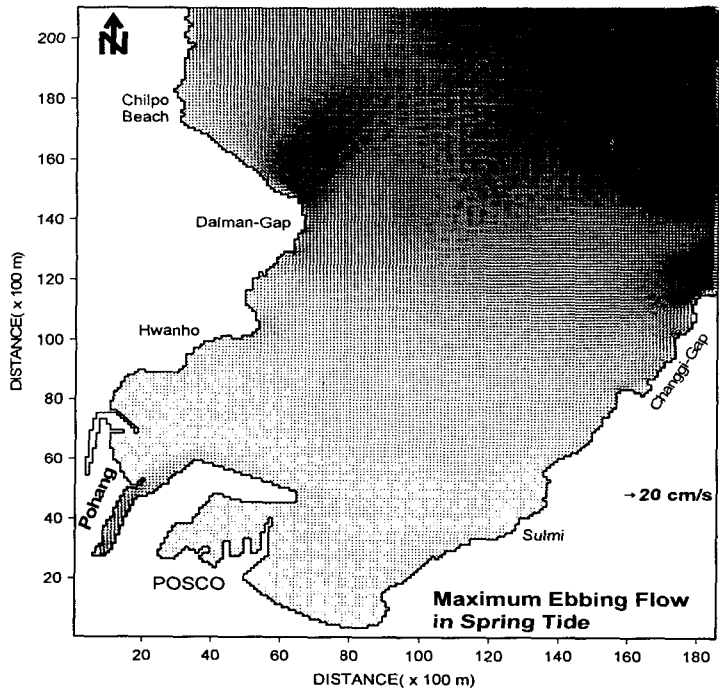 N
Chilpo
Beach
Dalman-Gap
Hwanho
Changgi-Gap
Pohang
→20 cm/s
Sulmi
POSCO
Maximum Ebbing Flow
in Spring Tide
DISTANCE( x 100 m)
200
180
160
140
120
100
80
60
40
20
20
40
60
80
100
120
140
160
180
DISTANCE( x 100 m)